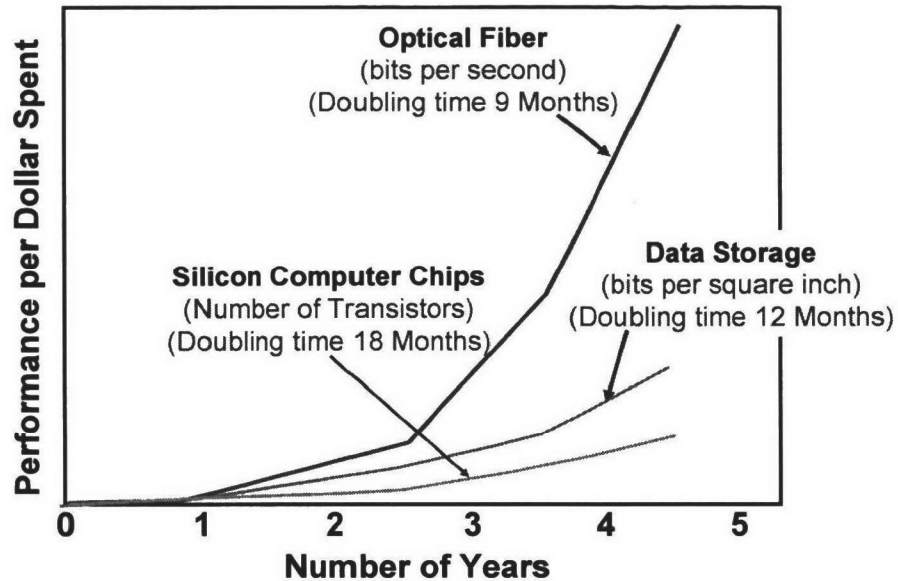 Performance per Dollar Spent
Optical Fiber
(bits per second)
(Doubling time 9 Months)
Silicon Computer Chips
(Number of Transistors)
(Doubling time 18 Months)
Data Storage
(bits per square inch)
(Doubling time 12 Months)
0 1 2 3 4 5
Number of Years